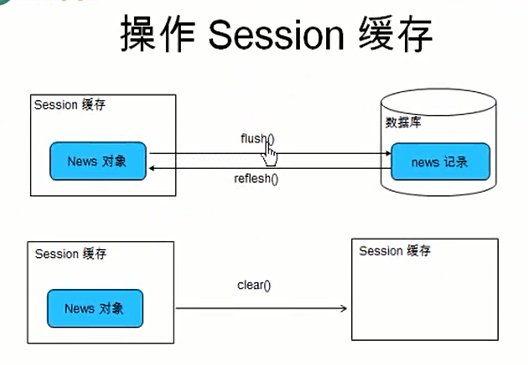 操作 Session 缓存
Session 缓存
News 对象
flush()
reflesh()
数据库
news 记录
Session 缓存
News 对象
clear()
Session 缓存